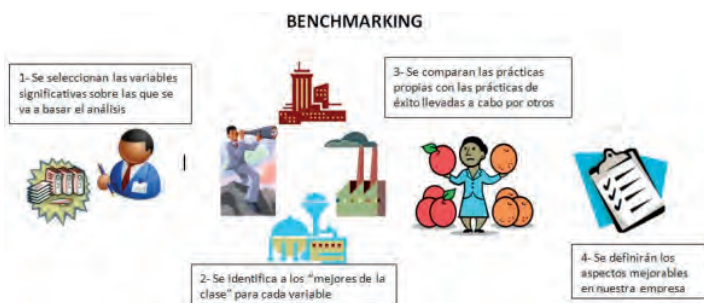 BENCHMARKING
1- Se seleccionan las variables
significativas sobre las que se
va a basar el análisis
2- Se identifica a los "mejores de la
clase" para cada variable
3- Se comparan las prácticas
propias con las prácticas de
éxito llevadas a cabo por otros
4- Se definirán los
aspectos mejorables
en nuestra empresa